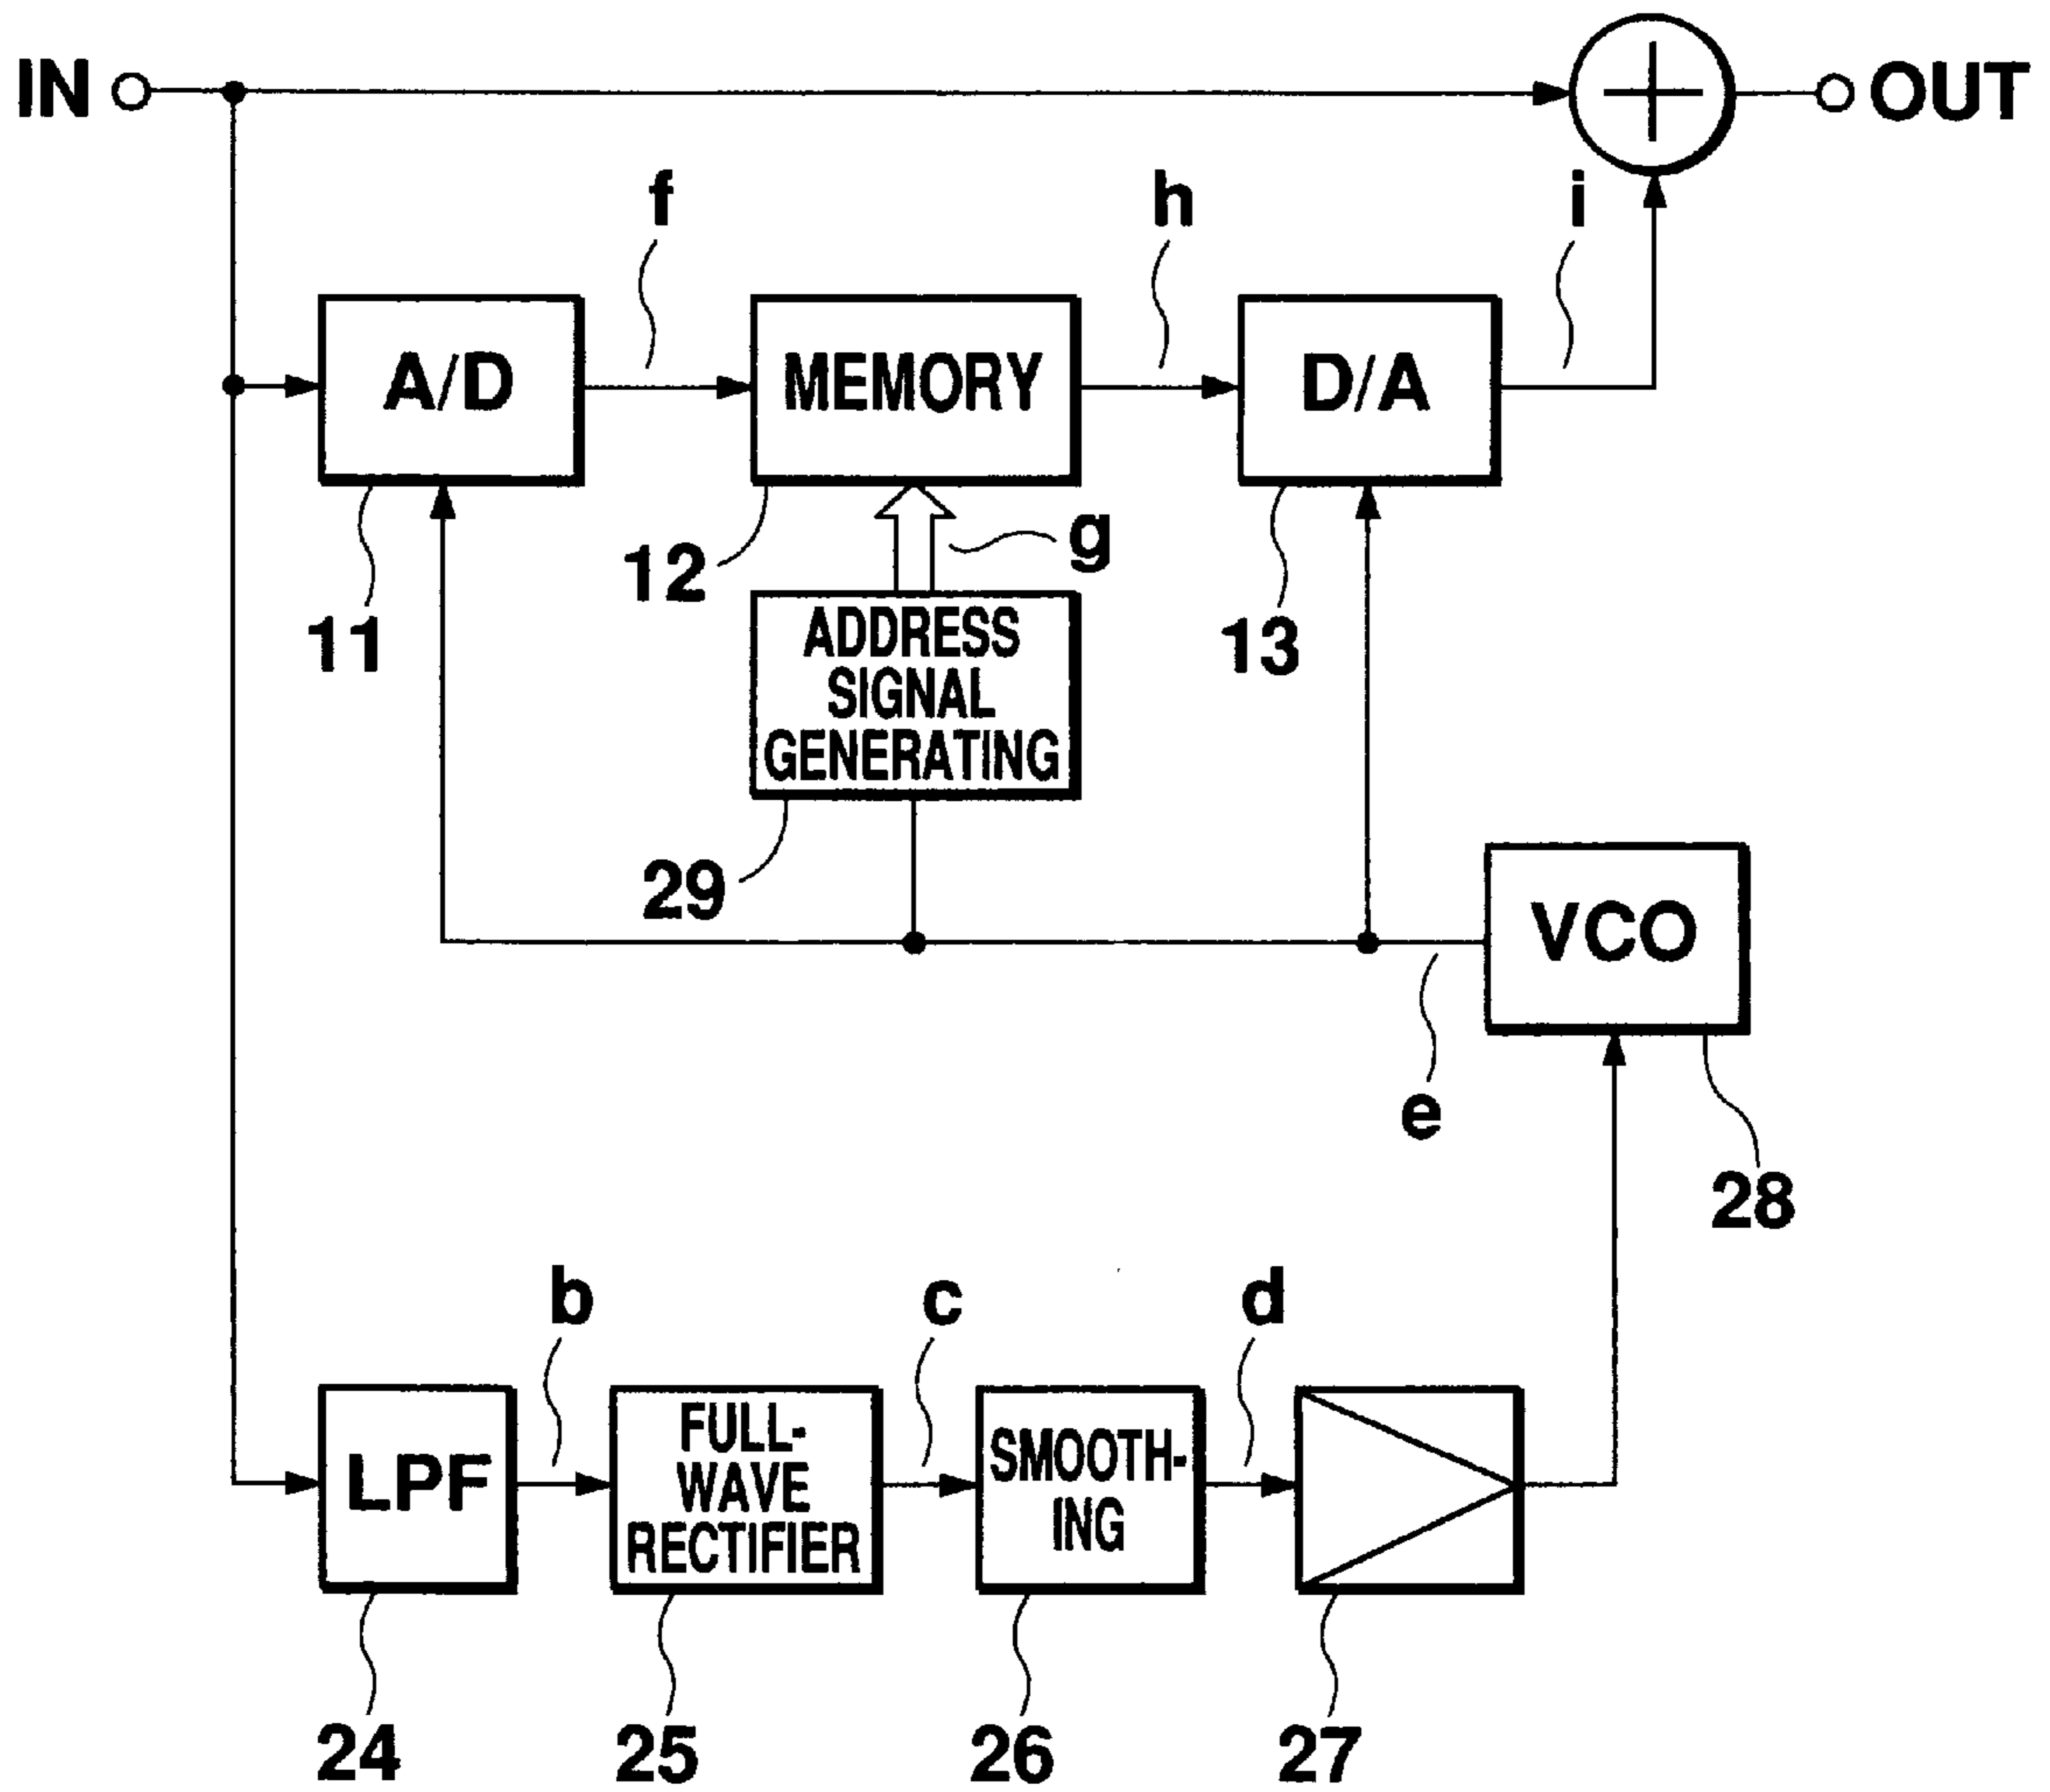 IN
OUT
f
h
i
A/D
MEMORY
D/A
11
12
g
13
ADDRESS
SIGNAL
GENERATING
29
VCO
e
28
b
c
d
LPF
FULL-
WAVE
RECTIFIER
SMOOTH-
ING
24
25
26
27